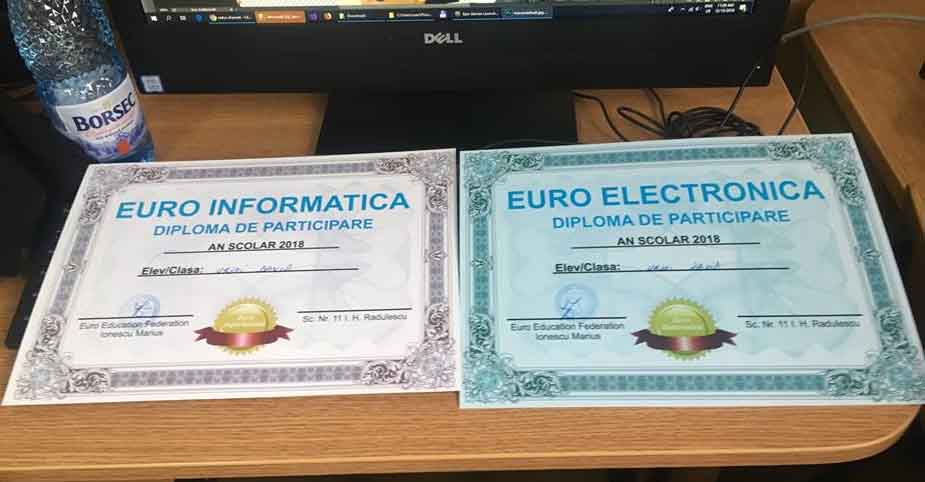 DELL
BORSEC
EURO INFORMATICA
DIPLOMA DE PARTICIPARE
AN SCOLAR 2018
Elev/Clasa:
Euro Education Federation
Ionescu Marius
Sc. Nr. 11 I. H. Radulescu
EURO ELECTRONICA
DIPLOMA DE PARTICIPARE
AN SCOLAR 2018
Elev/Clasa:
Euro Education Federation
Ionescu Marius
Sc. Nr. 11 I. H. Radulescu